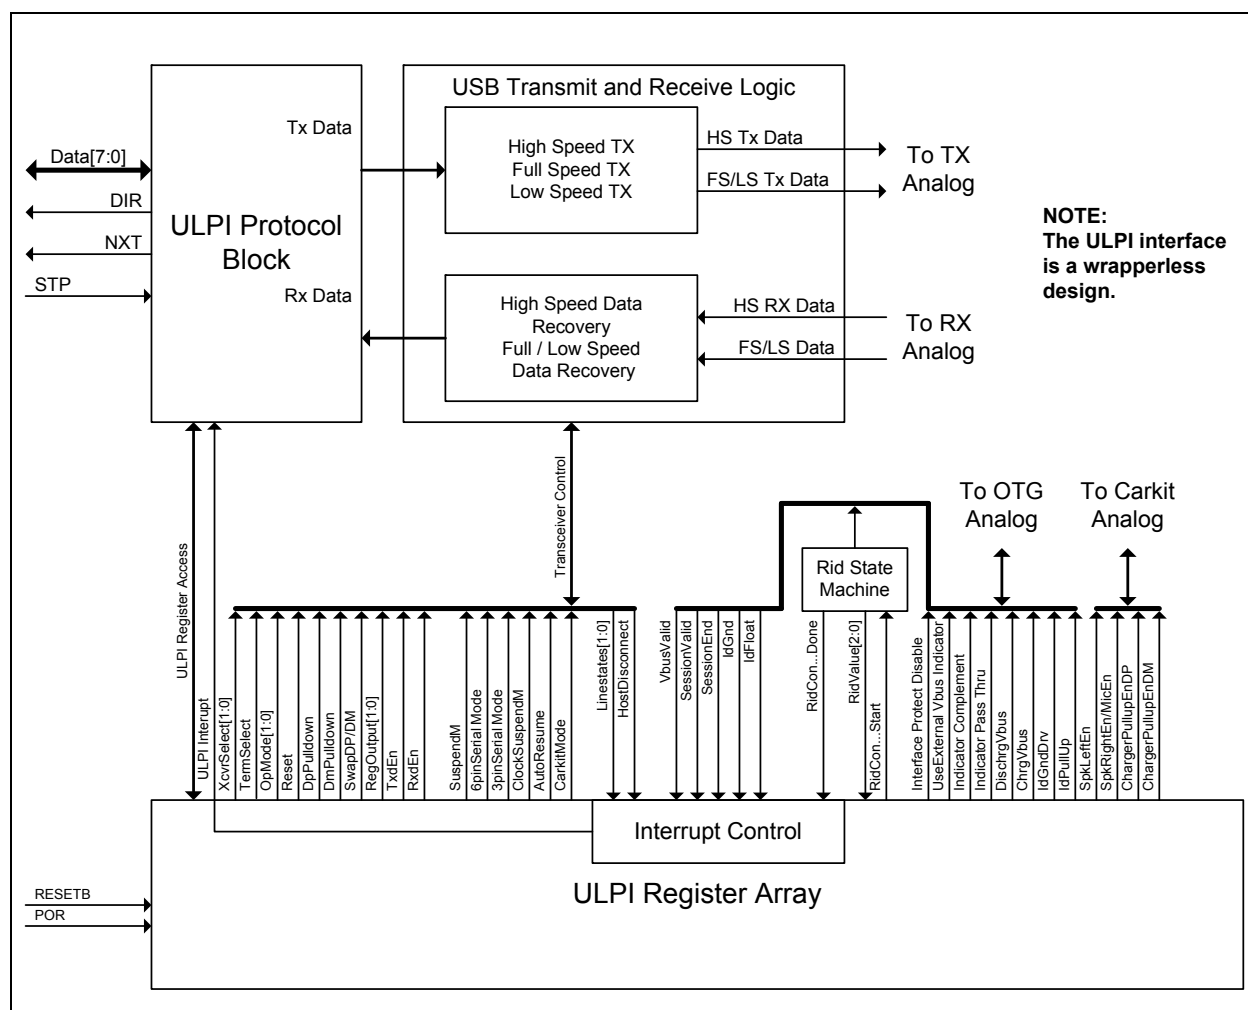 USB Transmit and Receive Logic
Tx Data
High Speed TX
Full Speed TX
Low Speed TX
HS Tx Data
FS/LS Tx Data
To TX
Analog
Data[7:0]
DIR
NXT
STP
ULPI Protocol
Block
Rx Data
NOTE:
The ULPI interface
is a wrapperless
design.
High Speed Data
Recovery
Full / Low Speed
Data Recovery
HS RX Data
FS/LS Data
To RX
Analog
ULPI Register Access
ULPI Interupt
Transceiver Control
To OTG
Analog
To Carkit
Analog
Rid State
Machine
XcvrSelect[1:0]
TermSelect
OpMode[1:0]
Reset
DpPulldown
DmPulldown
SwapDP/DM
RegOutput[1:0]
TxdEn
RxdEn
SuspendM
6pinSerial Mode
3pinSerial Mode
ClockSuspendM
AutoResume
CarkitMode
Linestates[1:0]
HostDisconnect
VbusValid
SessionValid
SessionEnd
IdGnd
IdFloat
RidCon...Done
RidValue[2:0]
RidCon...Start
Interface Protect Disable
UseExternal Vbus Indicator
Indicator Complement
Indicator Pass Thru
DischrgVbus
ChrgVbus
IdGndDrv
IdPullUp
SpkLeftEn
SpkRightEn/MicEn
ChargerPullupEnDP
ChargerPullupEnDM
Interrupt Control
ULPI Register Array
RESETB
POR